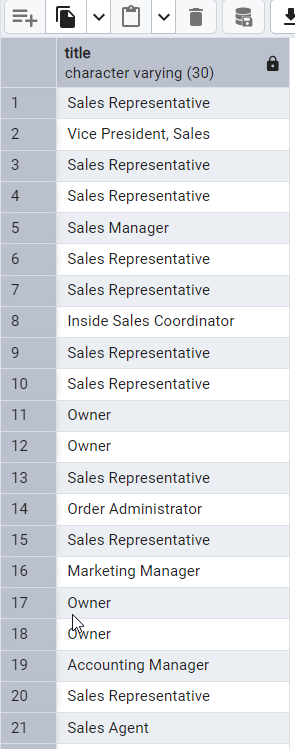 title
character varying (30)
1 Sales Representative
2 Vice President, Sales
3 Sales Representative
4 Sales Representative
5 Sales Manager
6 Sales Representative
7 Sales Representative
8 Inside Sales Coordinator
9 Sales Representative
10 Sales Representative
11 Owner
12 Owner
13 Sales Representative
14 Order Administrator
15 Sales Representative
16 Marketing Manager
17 Owner
18 Owner
19 Accounting Manager
20 Sales Representative
21 Sales Agent